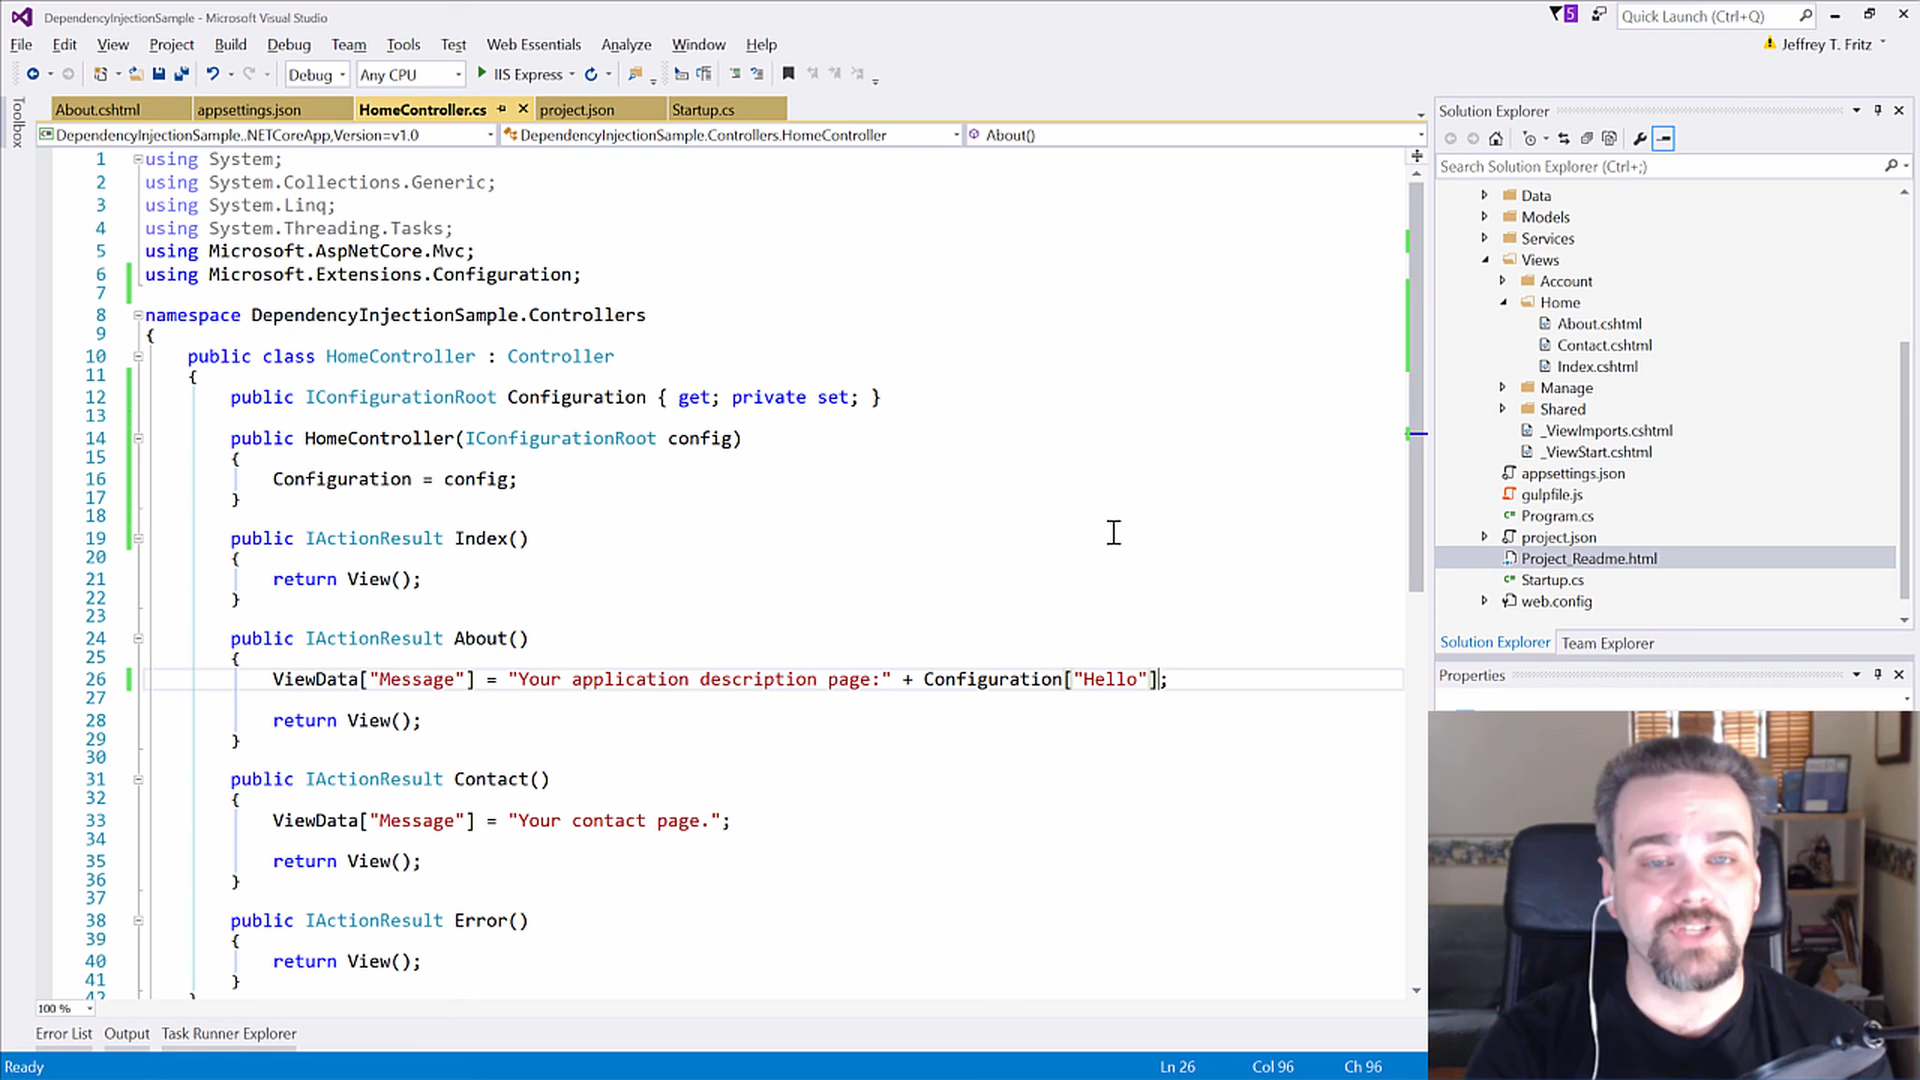 DependencyInjectionSample - Microsoft Visual Studio
5
Quick Launch (Ctrl+Q)
File Edit View Project Build Debug Team Tools Test Web Essentials Analyze Window Help
Jeffrey T. Fritz
Debug Any CPU IIS Express
Toolbox
About.cshtml appsettings.json HomeController.cs project.json Startup.cs
DependencyInjectionSample..NETCoreApp,Version=v1.0 DependencyInjectionSample.Controllers.HomeController About()
1 using System;
2 using System.Collections.Generic;
3 using System.Linq;
4 using System.Threading.Tasks;
5 using Microsoft.AspNetCore.Mvc;
6 using Microsoft.Extensions.Configuration;
7
8 namespace DependencyInjectionSample.Controllers
9 {
10 public class HomeController : Controller
11 {
12 public IConfigurationRoot Configuration { get; private set; }
13
14 public HomeController(IConfigurationRoot config)
15 {
16 Configuration = config;
17 }
18
19 public IActionResult Index()
20 {
21 return View();
22 }
23
24 public IActionResult About()
25 {
26 ViewData["Message"] = "Your application description page:" + Configuration["Hello"];
27
28 return View();
29 }
30
31 public IActionResult Contact()
32 {
33 ViewData["Message"] = "Your contact page.";
34
35 return View();
36 }
37
38 public IActionResult Error()
39 {
40 return View();
41 }
42 }
100 %
Error List Output Task Runner Explorer
Ready Ln 26 Col 96 Ch 96
Solution Explorer
Search Solution Explorer (Ctrl+;)
Data
Models
Services
Views
Account
Home
About.cshtml
Contact.cshtml
Index.cshtml
Manage
Shared
_ViewImports.cshtml
_ViewStart.cshtml
appsettings.json
gulpfile.js
Program.cs
project.json
Project_Readme.html
Startup.cs
web.config
Solution Explorer Team Explorer
Properties